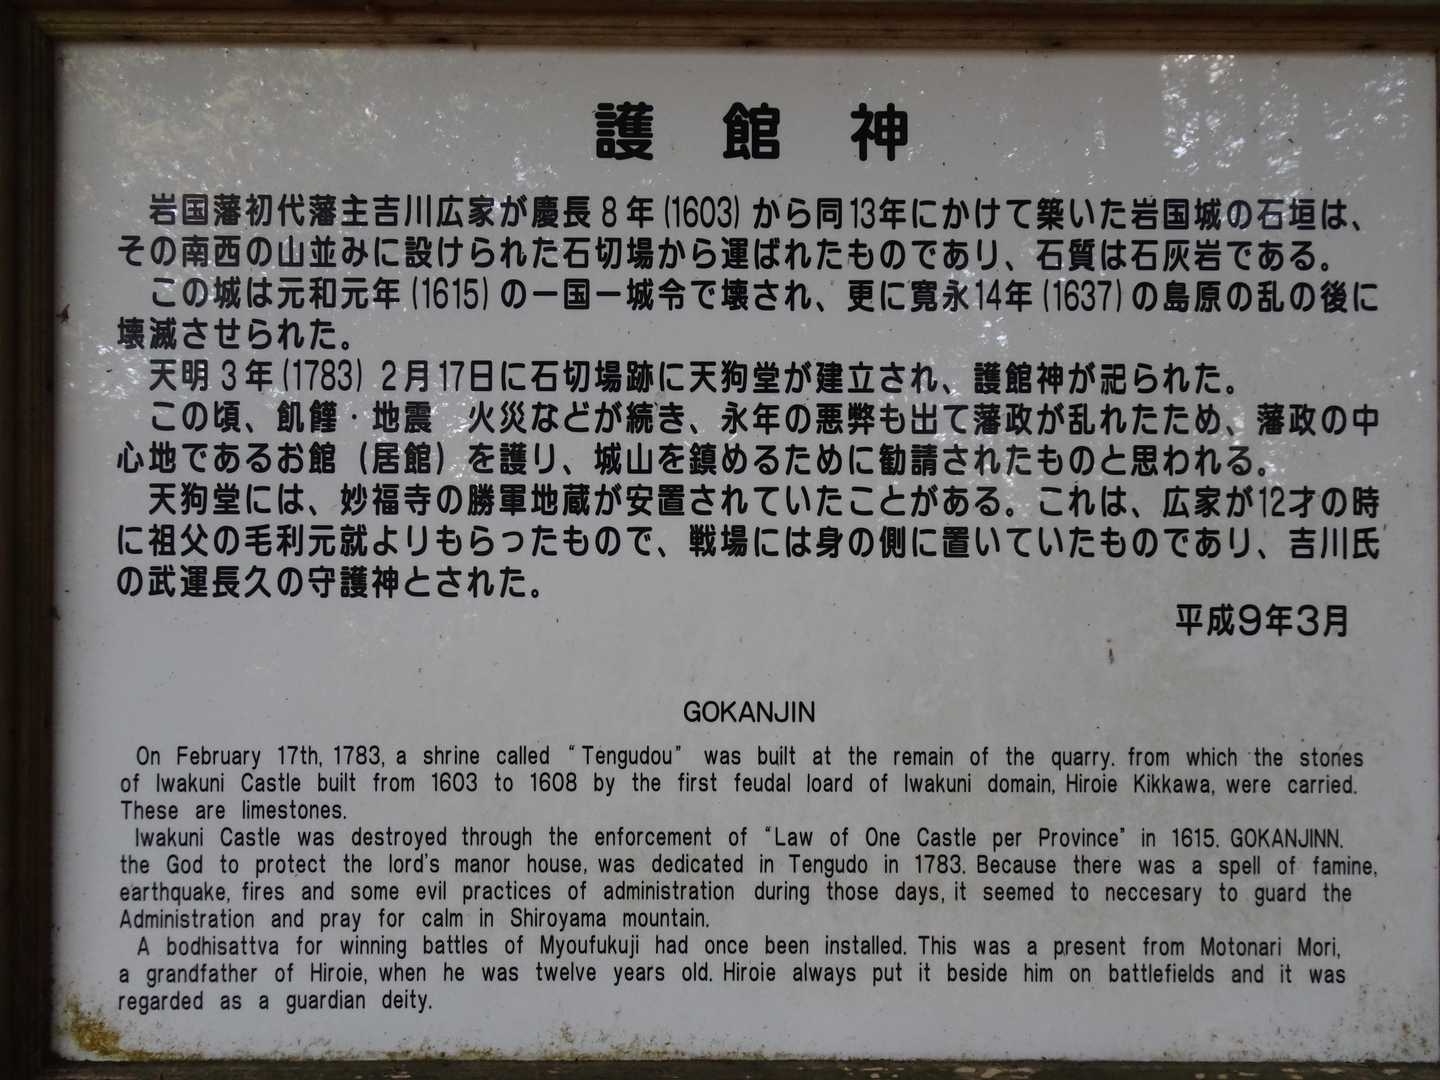 護館神
岩国藩初代藩主吉川広家が慶長8年(1603)から同13年にかけて築いた岩国城の石垣は、
その南西の山並みに設けられた石切場から運ばれたものであり、石質は石灰岩である。
この城は元和元年(1615)の一国一城令で壊され、更に寛永14年(1637)の島原の乱の後に
壊滅させられた。
天明3年(1783)2月17日に石切場跡に天狗堂が建立され、護館神が祀られた。
この頃、飢饉・地震 火災などが続き、永年の悪弊も出て藩政が乱れたため、藩政の中
心地であるお館(居館)を護り、城山を鎮めるために勧請されたものと思われる。
天狗堂には、妙福寺の勝軍地蔵が安置されていたことがある。これは、広家が12才の時
に祖父の毛利元就よりもらったもので、戦場には身の側に置いていたものであり、吉川氏
の武運長久の守護神とされた。
平成9年3月
GOKANJIN
On February 17th, 1783, a shrine called "Tengudou" was built at the remain of the quarry. from which the stones
of Iwakuni Castle built from 1603 to 1608 by the first feudal loard of Iwakuni domain, Hiroie Kikkawa, were carried.
These are limestones.
Iwakuni Castle was destroyed through the enforcement of "Law of One Castle per Province" in 1615. GOKANJINN.
the God to protect the lord's manor house, was dedicated in Tengudo in 1783. Because there was a spell of famine,
earthquake, fires and some evil practices of administration during those days, it seemed to neccesary to guard the
Administration and pray for calm in Shiroyama mountain.
A bodhisattva for winning battles of Myoufukuji had once been installed. This was a present from Motonari Mori,
a grandfather of Hiroie, when he was twelve years old. Hiroie always put it beside him on battlefields and it was
regarded as a guardian deity.